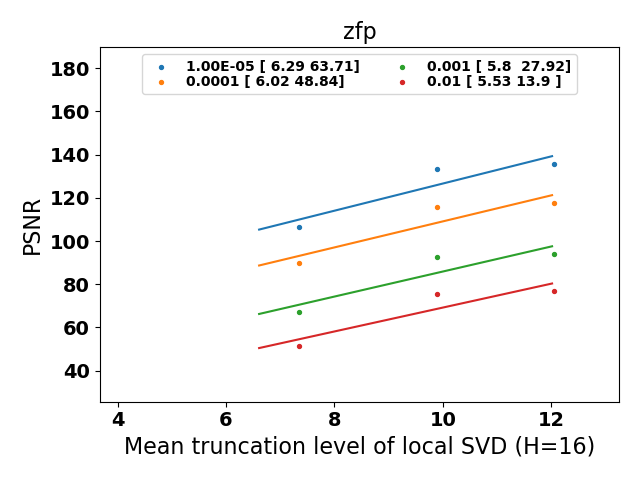 zfp
1.00E-05 [ 6.29 63.71]
0.0001 [ 6.02 48.84]
0.001 [ 5.8  27.92]
0.01 [ 5.53 13.9 ]
180
160
140
120
100
80
60
40
PSNR
4 6 8 10 12
Mean truncation level of local SVD (H=16)